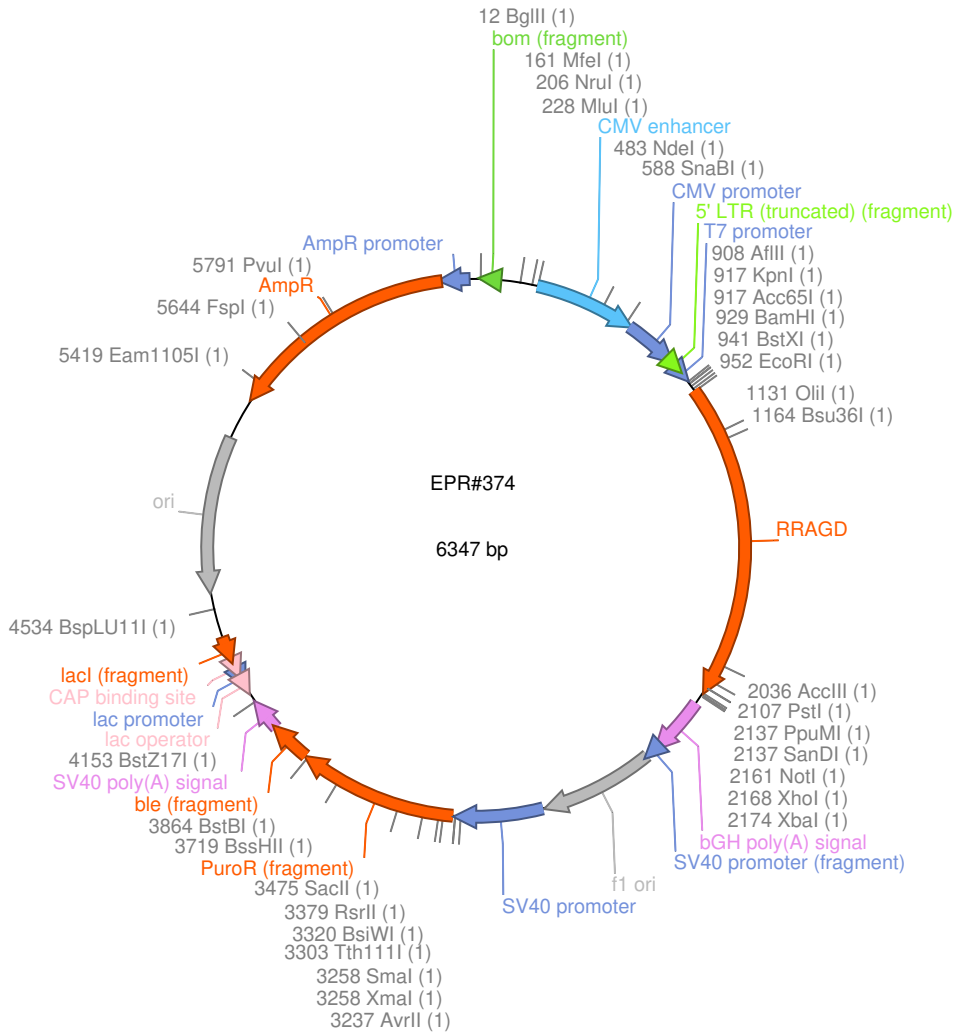 12 BglII (1)
bom (fragment)
161 MfeI (1)
206 NruI (1)
228 MluI (1)
CMV enhancer
483 NdeI (1)
588 SnaBI (1)
CMV promoter
5' LTR (truncated) (fragment)
T7 promoter
908 AflII (1)
917 KpnI (1)
917 Acc65I (1)
929 BamHI (1)
941 BstXI (1)
952 EcoRI (1)
1131 OliI (1)
1164 Bsu36I (1)
RRAGD
2036 AccIII (1)
2107 PstI (1)
2137 PpuMI (1)
2137 SanDI (1)
2161 NotI (1)
2168 XhoI (1)
2174 XbaI (1)
bGH poly(A) signal
SV40 promoter (fragment)
f1 ori
SV40 promoter
3237 AvrII (1)
3258 XmaI (1)
3258 SmaI (1)
3303 Tth111I (1)
3320 BsiWI (1)
3379 RsrII (1)
3475 SacII (1)
PuroR (fragment)
3719 BssHII (1)
3864 BstBI (1)
ble (fragment)
SV40 poly(A) signal
4153 BstZ17I (1)
lac operator
lac promoter
CAP binding site
lacI (fragment)
4534 BspLU11I (1)
ori
5419 Eam1105I (1)
5644 FspI (1)
AmpR
5791 PvuI (1)
AmpR promoter
EPR#374
6347 bp